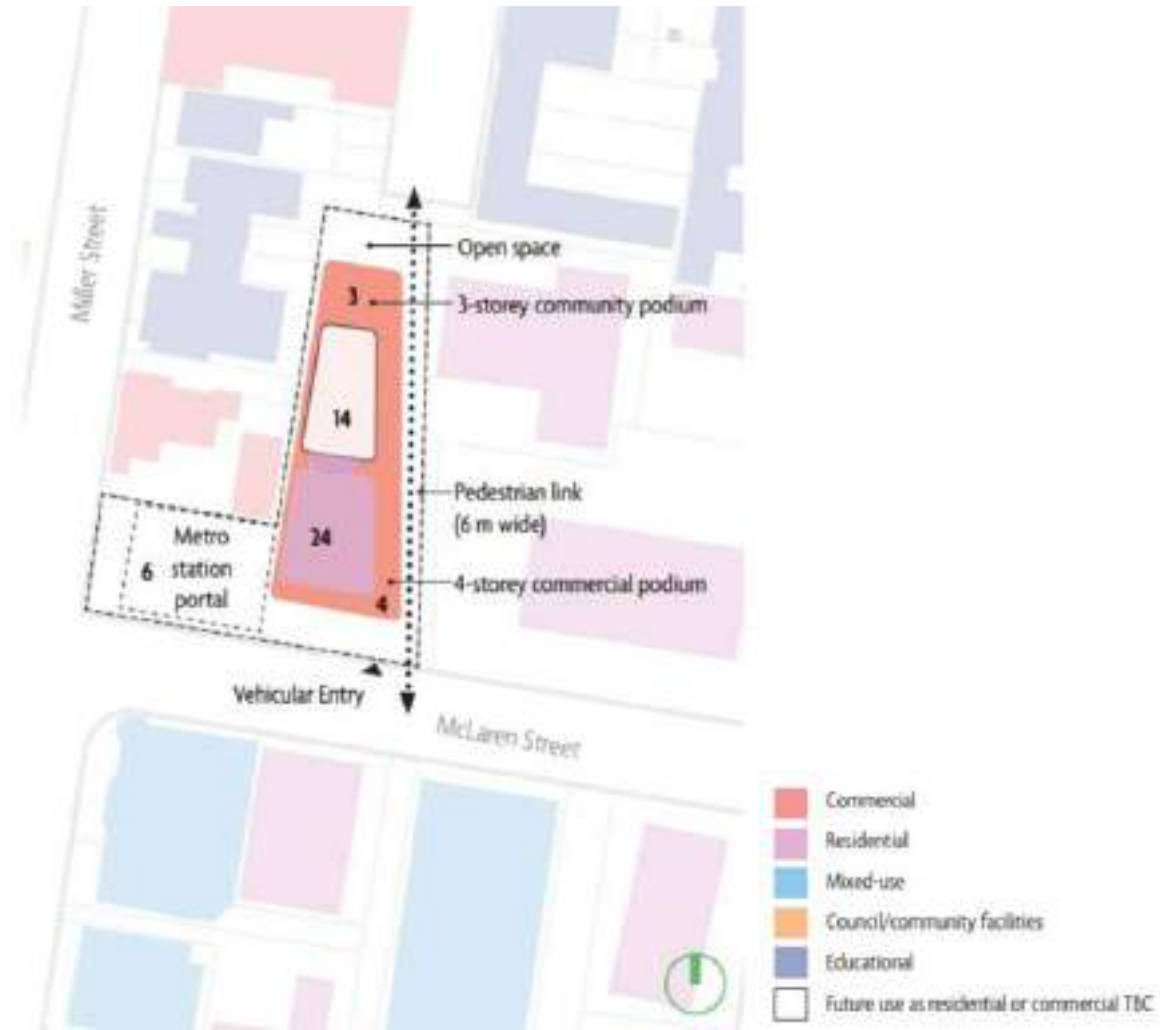 Miller Street
Open space
3
3-storey community podium
14
Pedestrian link
(6 m wide)
24
Metro
6 station
portal
4-storey commercial podium
4
Vehicular Entry
McLaren Street
Commercial
Residential
Mixed-use
Council/community facilities
Educational
Future use as residential or commercial TBC